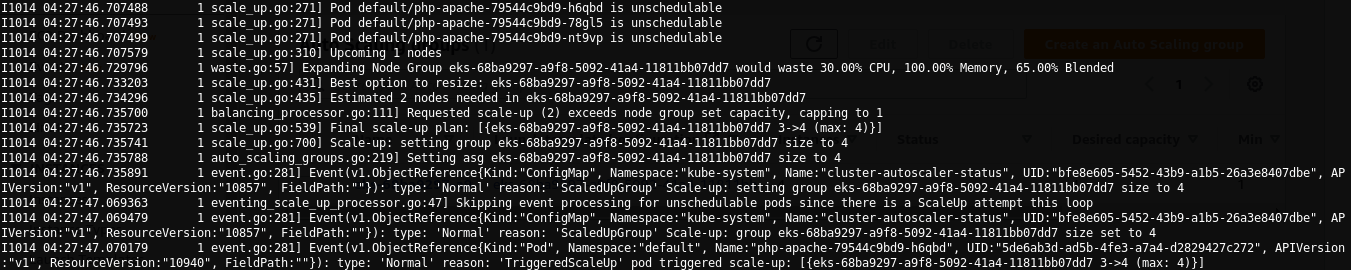 I1014 04:27:46.707488 1 scale_up.go:271] Pod default/php-apache-79544c9bd9-h6qbd is unschedulable
I1014 04:27:46.707493 1 scale_up.go:271] Pod default/php-apache-79544c9bd9-78gl5 is unschedulable
I1014 04:27:46.707499 1 scale_up.go:271] Pod default/php-apache-79544c9bd9-nt9vp is unschedulable
I1014 04:27:46.707579 1 scale_up.go:310] Upcoming 1 nodes
Edit Delete Create an Auto Scaling group
I1014 04:27:46.729796 1 waste.go:57] Expanding Node Group eks-68ba9297-a9f8-5092-41a4-11811bb07dd7 would waste 30.00% CPU, 100.00% Memory, 65.00% Blended
I1014 04:27:46.733203 1 scale_up.go:431] Best option to resize: eks-68ba9297-a9f8-5092-41a4-11811bb07dd7
1
I1014 04:27:46.734296 1 scale_up.go:435] Estimated 2 nodes needed in eks-68ba9297-a9f8-5092-41a4-11811bb07dd7
I1014 04:27:46.735700 1 balancing_processor.go:111] Requested scale-up (2) exceeds node group set capacity, capping to 1
I1014 04:27:46.735723 1 scale_up.go:539] Final scale-up plan: [{eks-68ba9297-a9f8-5092-41a4-11811bb07dd7 3->4 (max: 4)}]
Status Desired capacity Min
I1014 04:27:46.735741 1 scale_up.go:700] Scale-up: setting group eks-68ba9297-a9f8-5092-41a4-11811bb07dd7 size to 4
I1014 04:27:46.735788 1 auto_scaling_groups.go:219] Setting asg eks-68ba9297-a9f8-5092-41a4-11811bb07dd7 size to 4
I1014 04:27:46.735891 1 event.go:281] Event(v1.ObjectReference{Kind:"ConfigMap", Namespace:"kube-system", Name:"cluster-autoscaler-status", UID:"bfe8e605-5452-43b9-a1b5-26a3e8407dbe", AP
IVersion:"v1", ResourceVersion:"10857", FieldPath:""}): type: 'Normal' reason: 'ScaledUpGroup' Scale-up: setting group eks-68ba9297-a9f8-5092-41a4-11811bb07dd7 size to 4
I1014 04:27:47.069363 1 eventing_scale_up_processor.go:47] Skipping event processing for unschedulable pods since there is a ScaleUp attempt this loop
I1014 04:27:47.069479 1 event.go:281] Event(v1.ObjectReference{Kind:"ConfigMap", Namespace:"kube-system", Name:"cluster-autoscaler-status", UID:"bfe8e605-5452-43b9-a1b5-26a3e8407dbe", AP
IVersion:"v1", ResourceVersion:"10857", FieldPath:""}): type: 'Normal' reason: 'ScaledUpGroup' Scale-up: group eks-68ba9297-a9f8-5092-41a4-11811bb07dd7 size set to 4
I1014 04:27:47.070179 1 event.go:281] Event(v1.ObjectReference{Kind:"Pod", Namespace:"default", Name:"php-apache-79544c9bd9-h6qbd", UID:"5de6ab3d-ad5b-4fe3-a7a4-d2829427c272", APIVersion
:"v1", ResourceVersion:"10940", FieldPath:""}): type: 'Normal' reason: 'TriggeredScaleUp' pod triggered scale-up: [{eks-68ba9297-a9f8-5092-41a4-11811bb07dd7 3->4 (max: 4)}]